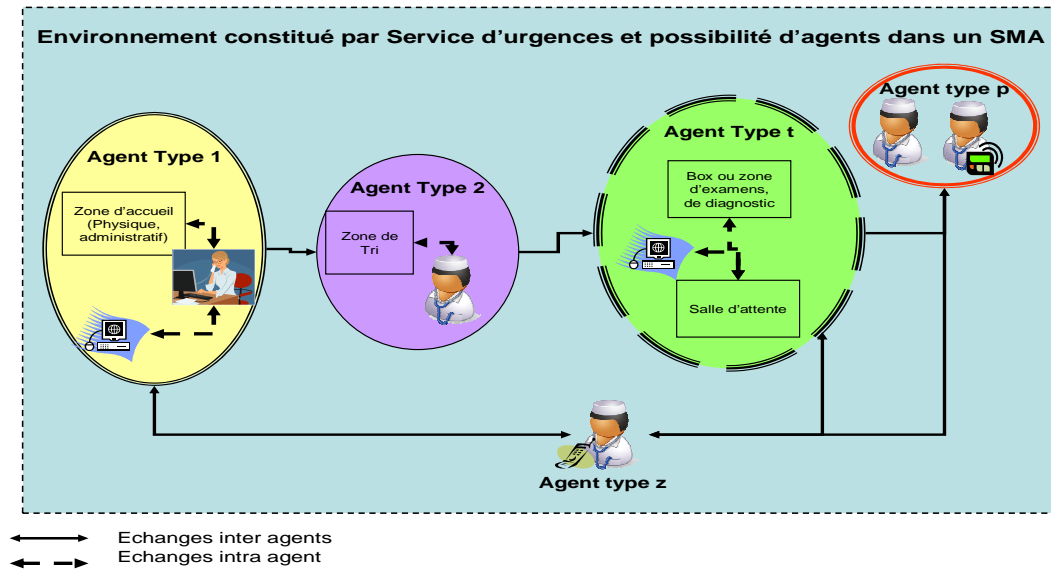 Environnement constitué par Service d'urgences et possibilité d'agents dans un SMA
Agent type p
Agent Type 1
Zone d'accueil
(Physique,
administratif)
Agent Type 2
Zone de
Tri
Agent Type t
Box ou zone
d'examens,
de diagnostic
Salle d'attente
Agent type z
Echanges inter agents
Echanges intra agent